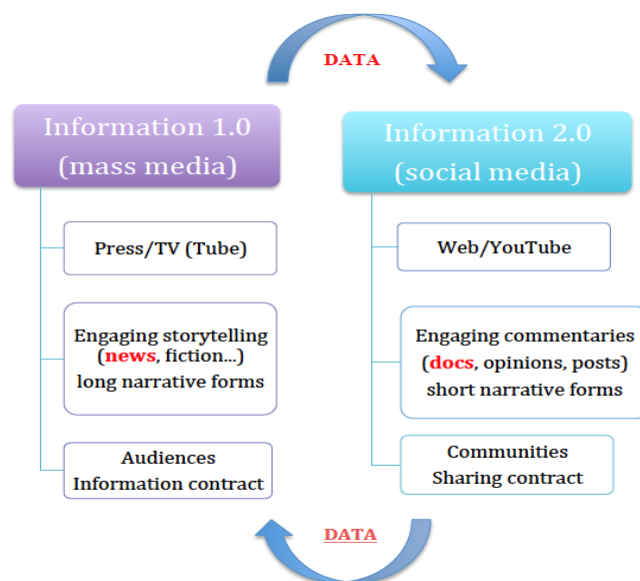 DATA
Information 1.0
(mass media)
Press/TV (Tube)
Engaging storytelling
(news, fiction...)
long narrative forms
Audiences
Information contract
Information 2.0
(social media)
Web/YouTube
Engaging commentaries
(docs, opinions, posts)
short narrative forms
Communities
Sharing contract
DATA